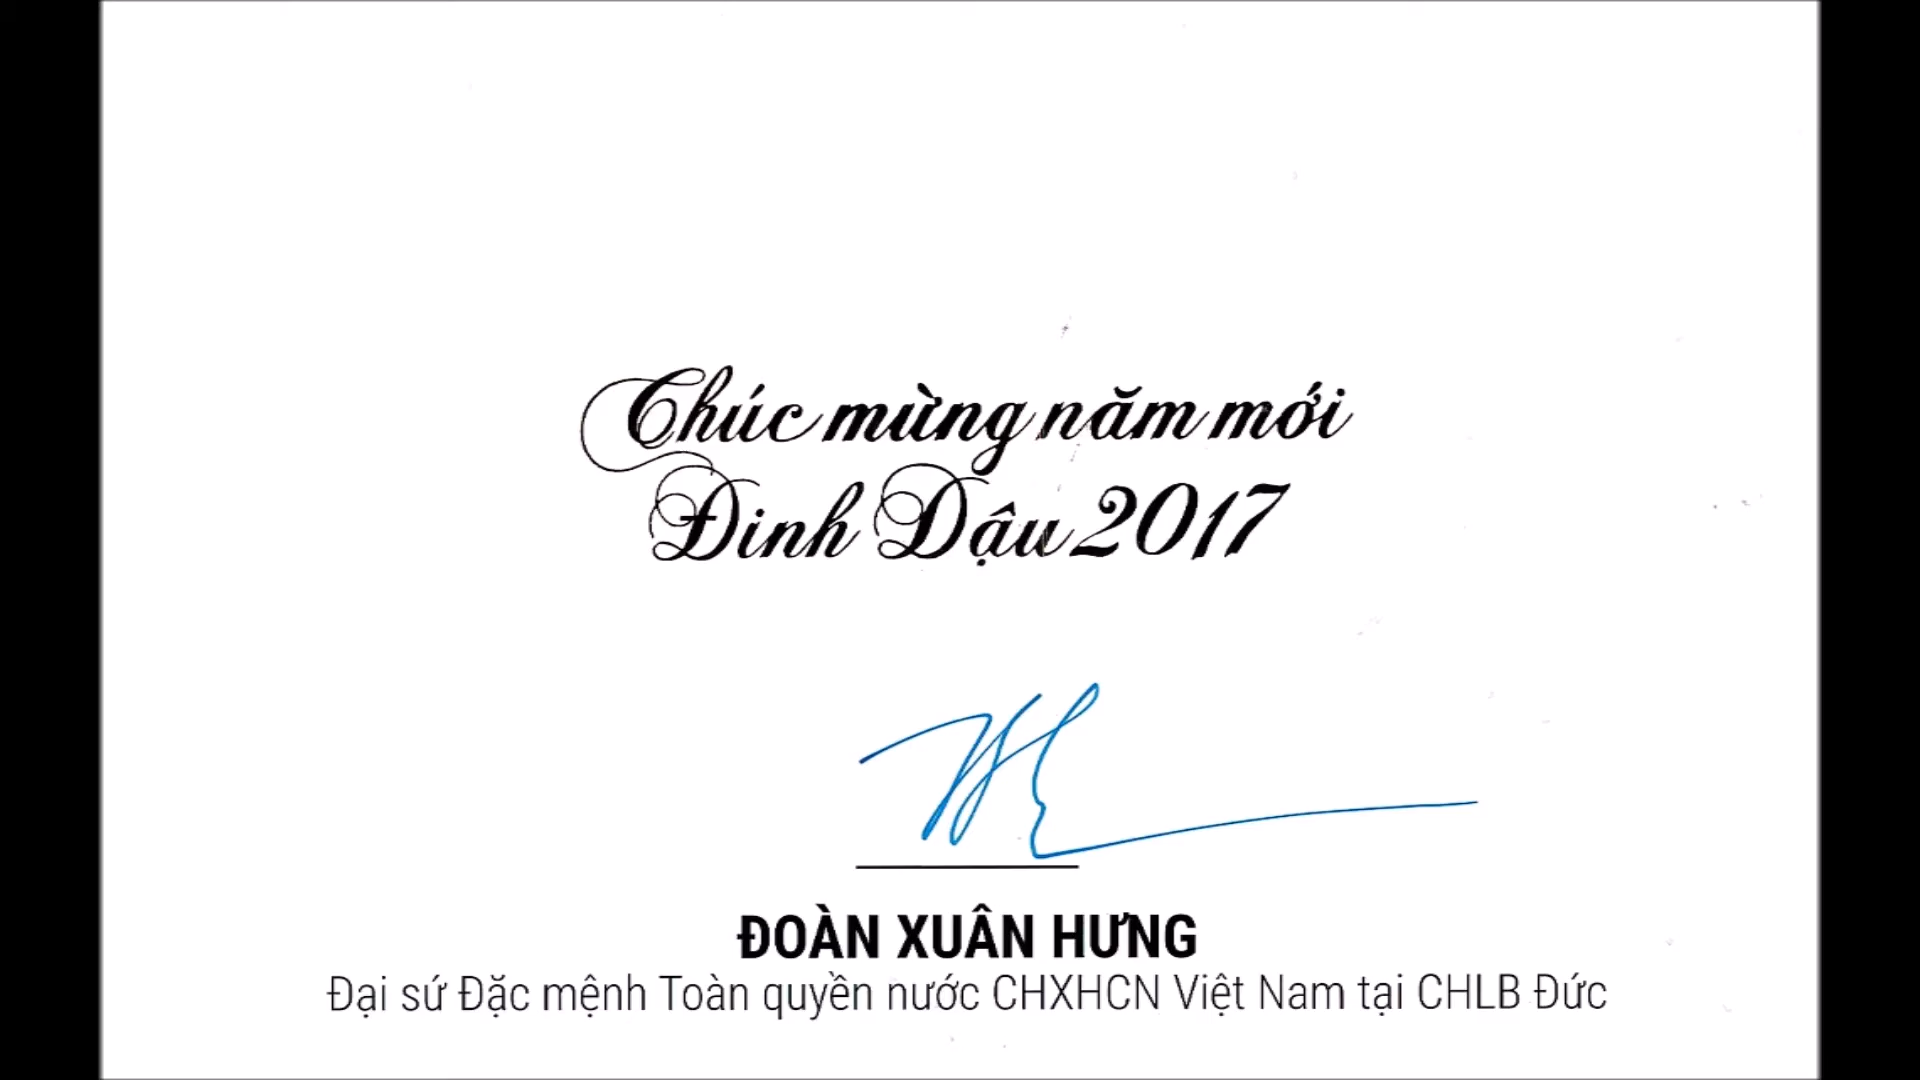 Chúc mừng năm mới
Đinh Dậu 2017
ĐOÀN XUÂN HƯNG
Đại sứ Đặc mệnh Toàn quyền nước CHXHCN Việt Nam tại CHLB Đức